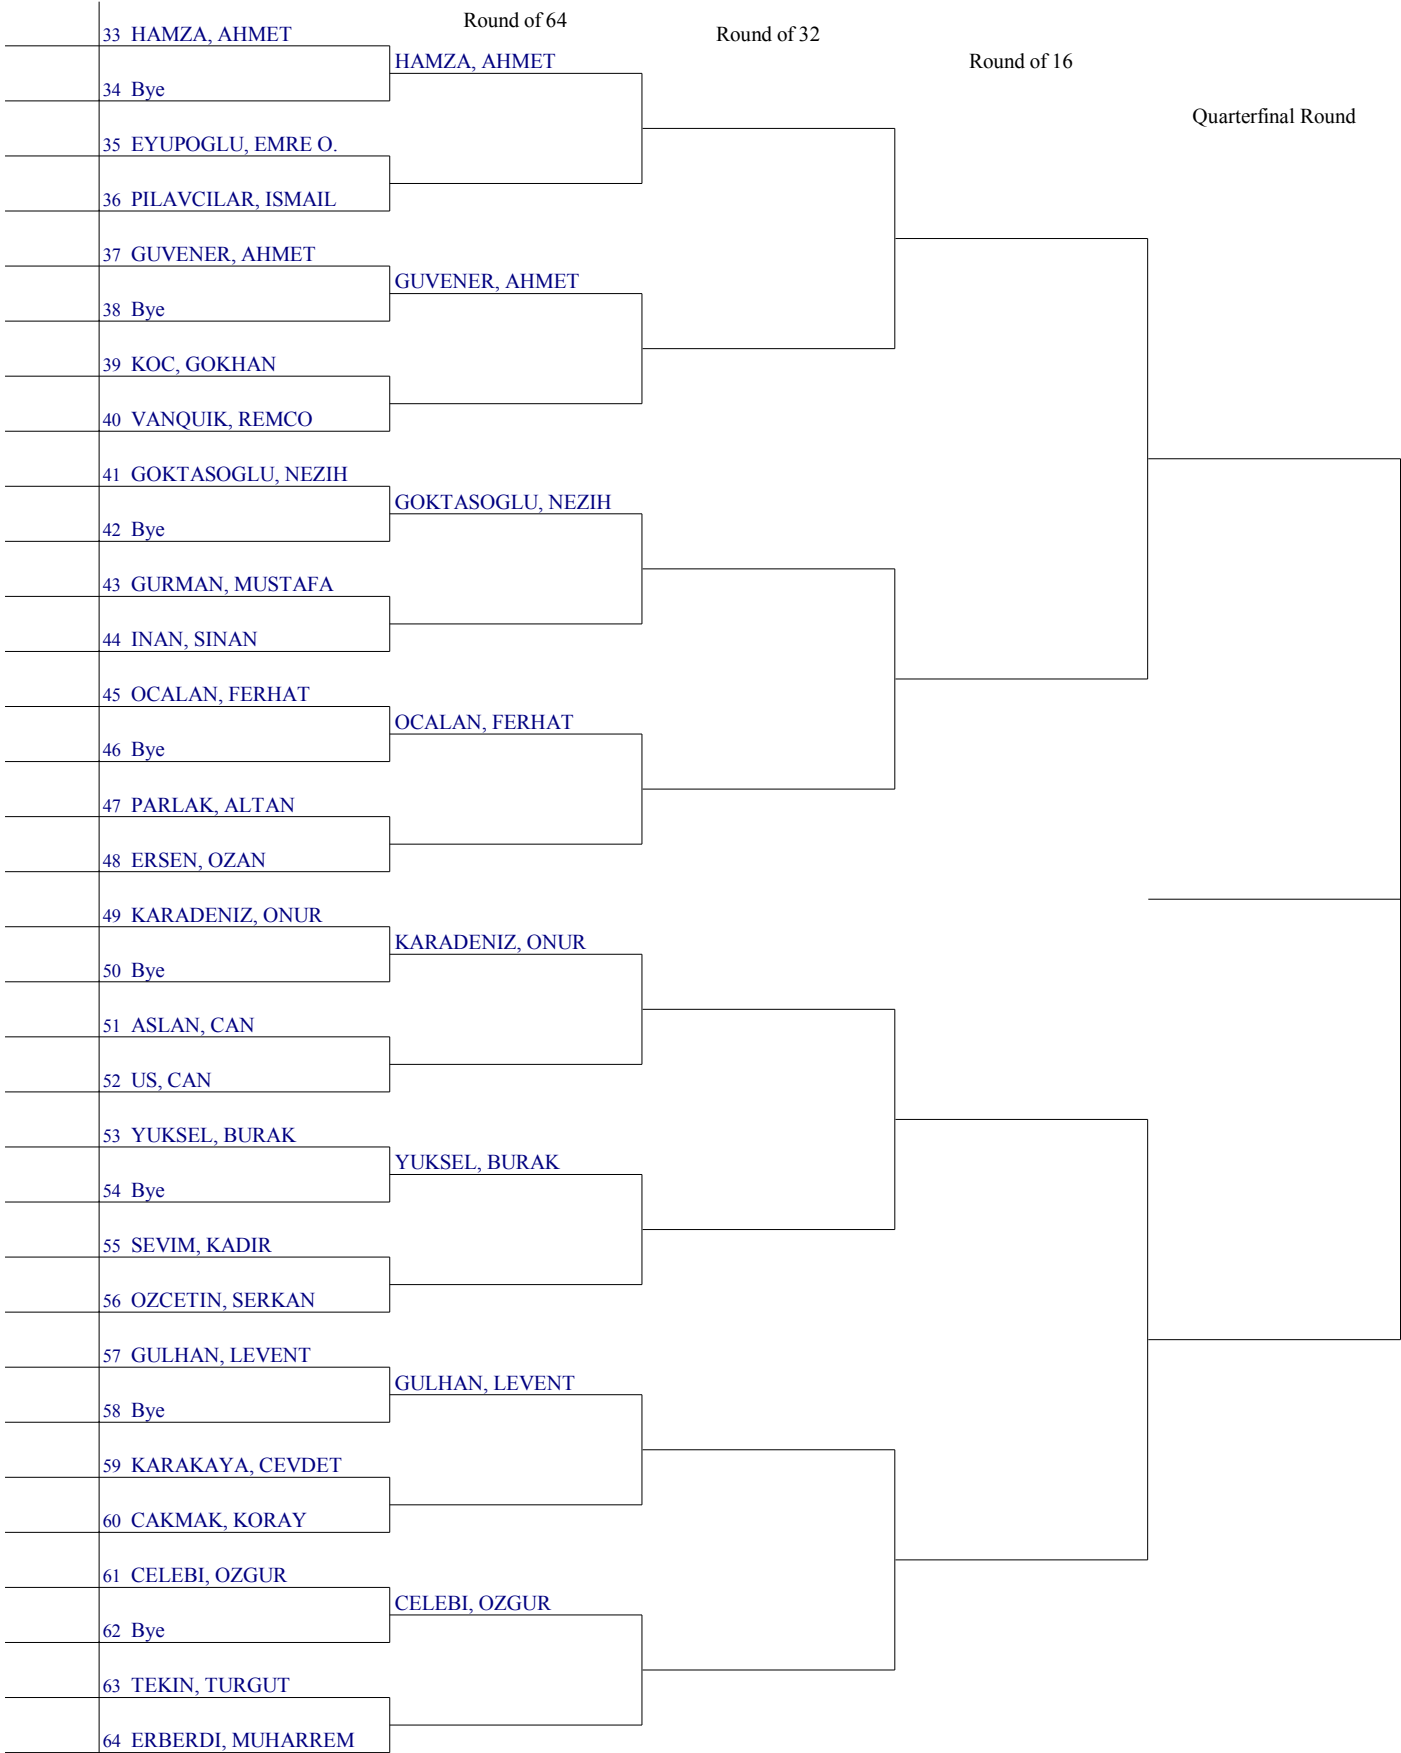 Round of 64
Round of 32
Round of 16
Quarterfinal Round
33 HAMZA, AHMET
HAMZA, AHMET
34 Bye
35 EYUPOGLU, EMRE O.
36 PILAVCILAR, ISMAIL
37 GUVENER, AHMET
GUVENER, AHMET
38 Bye
39 KOC, GOKHAN
40 VANQUIK, REMCO
41 GOKTASOGLU, NEZIH
GOKTASOGLU, NEZIH
42 Bye
43 GURMAN, MUSTAFA
44 INAN, SINAN
45 OCALAN, FERHAT
OCALAN, FERHAT
46 Bye
47 PARLAK, ALTAN
48 ERSEN, OZAN
49 KARADENIZ, ONUR
KARADENIZ, ONUR
50 Bye
51 ASLAN, CAN
52 US, CAN
53 YUKSEL, BURAK
YUKSEL, BURAK
54 Bye
55 SEVIM, KADIR
56 OZCETIN, SERKAN
57 GULHAN, LEVENT
GULHAN, LEVENT
58 Bye
59 KARAKAYA, CEVDET
60 CAKMAK, KORAY
61 CELEBI, OZGUR
CELEBI, OZGUR
62 Bye
63 TEKIN, TURGUT
64 ERBERDI, MUHARREM